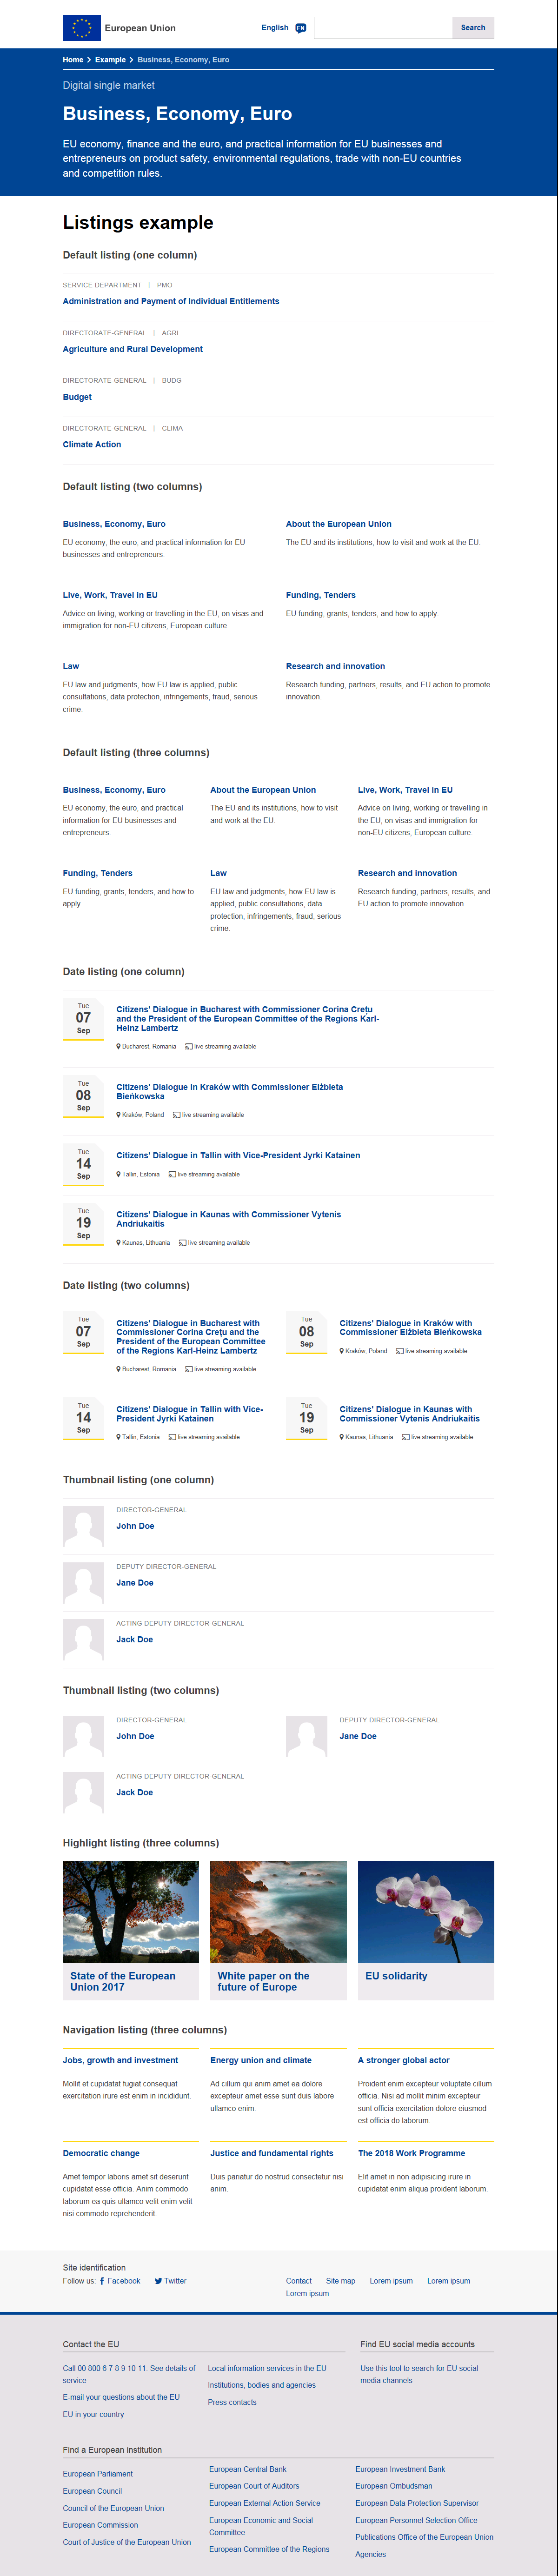 European Union
English EN
Search
Home > Example > Business, Economy, Euro
Digital single market
Business, Economy, Euro
EU economy, finance and the euro, and practical information for EU businesses and
entrepreneurs on product safety, environmental regulations, trade with non-EU countries
and competition rules.
Listings example
Default listing (one column)
SERVICE DEPARTMENT | PMO
Administration and Payment of Individual Entitlements
DIRECTORATE-GENERAL | AGRI
Agriculture and Rural Development
DIRECTORATE-GENERAL | BUDG
Budget
DIRECTORATE-GENERAL | CLIMA
Climate Action
Default listing (two columns)
Business, Economy, Euro
EU economy, the euro, and practical information for EU
businesses and entrepreneurs.
About the European Union
The EU and its institutions, how to visit and work at the EU.
Live, Work, Travel in EU
Advice on living, working or travelling in the EU, on visas and
immigration for non-EU citizens, European culture.
Funding, Tenders
EU funding, grants, tenders, and how to apply.
Law
EU law and judgments, how EU law is applied, public
consultations, data protection, infringements, fraud, serious
crime.
Research and innovation
Research funding, partners, results, and EU action to promote
innovation.
Default listing (three columns)
Business, Economy, Euro
EU economy, the euro, and practical
information for EU businesses and
entrepreneurs.
About the European Union
The EU and its institutions, how to visit
and work at the EU.
Live, Work, Travel in EU
Advice on living, working or travelling in
the EU, on visas and immigration for
non-EU citizens, European culture.
Funding, Tenders
EU funding, grants, tenders, and how to
apply.
Law
EU law and judgments, how EU law is
applied, public consultations, data
protection, infringements, fraud, serious
crime.
Research and innovation
Research funding, partners, results, and
EU action to promote innovation.
Date listing (one column)
Tue
07
Sep
Citizens' Dialogue in Bucharest with Commissioner Corina Crețu
and the President of the European Committee of the Regions Karl-
Heinz Lambertz
Bucharest, Romania live streaming available
Tue
08
Sep
Citizens' Dialogue in Kraków with Commissioner Elżbieta
Bieńkowska
Kraków, Poland live streaming available
Tue
14
Sep
Citizens' Dialogue in Tallin with Vice-President Jyrki Katainen
Tallin, Estonia live streaming available
Tue
19
Sep
Citizens' Dialogue in Kaunas with Commissioner Vytenis
Andriukaitis
Kaunas, Lithuania live streaming available
Date listing (two columns)
Tue
07
Sep
Citizens' Dialogue in Bucharest with
Commissioner Corina Crețu and the
President of the European Committee
of the Regions Karl-Heinz Lambertz
Bucharest, Romania live streaming available
Tue
08
Sep
Citizens' Dialogue in Kraków with
Commissioner Elżbieta Bieńkowska
Kraków, Poland live streaming available
Tue
14
Sep
Citizens' Dialogue in Tallin with Vice-
President Jyrki Katainen
Tallin, Estonia live streaming available
Tue
19
Sep
Citizens' Dialogue in Kaunas with
Commissioner Vytenis Andriukaitis
Kaunas, Lithuania live streaming available
Thumbnail listing (one column)
DIRECTOR-GENERAL
John Doe
DEPUTY DIRECTOR-GENERAL
Jane Doe
ACTING DEPUTY DIRECTOR-GENERAL
Jack Doe
Thumbnail listing (two columns)
DIRECTOR-GENERAL
John Doe
DEPUTY DIRECTOR-GENERAL
Jane Doe
ACTING DEPUTY DIRECTOR-GENERAL
Jack Doe
Highlight listing (three columns)
State of the European
Union 2017
White paper on the
future of Europe
EU solidarity
Navigation listing (three columns)
Jobs, growth and investment
Mollit et cupidatat fugiat consequat
exercitation irure est enim in incididunt.
Energy union and climate
Ad cillum qui anim amet ea dolore
excepteur amet esse sunt duis labore
ullamco enim.
A stronger global actor
Proident enim excepteur voluptate cillum
officia. Nisi ad mollit minim excepteur
sunt officia exercitation dolore eiusmod
est officia do laborum.
Democratic change
Amet tempor laboris amet sit deserunt
cupidatat esse officia. Anim commodo
laborum ea quis ullamco velit enim velit
nisi commodo reprehenderit.
Justice and fundamental rights
Duis pariatur do nostrud consectetur nisi
anim.
The 2018 Work Programme
Elit amet in non adipisicing irure in
cupidatat enim aliqua proident laborum.
Site identification
Follow us: Facebook Twitter
Contact Site map Lorem ipsum Lorem ipsum
Lorem ipsum
Contact the EU
Call 00 800 6 7 8 9 10 11. See details of
service
E-mail your questions about the EU
EU in your country
Local information services in the EU
Institutions, bodies and agencies
Press contacts
Find EU social media accounts
Use this tool to search for EU social
media channels
Find a European institution
European Parliament
European Council
Council of the European Union
European Commission
Court of Justice of the European Union
European Central Bank
European Court of Auditors
European External Action Service
European Economic and Social
Committee
European Committee of the Regions
European Investment Bank
European Ombudsman
European Data Protection Supervisor
European Personnel Selection Office
Publications Office of the European Union
Agencies